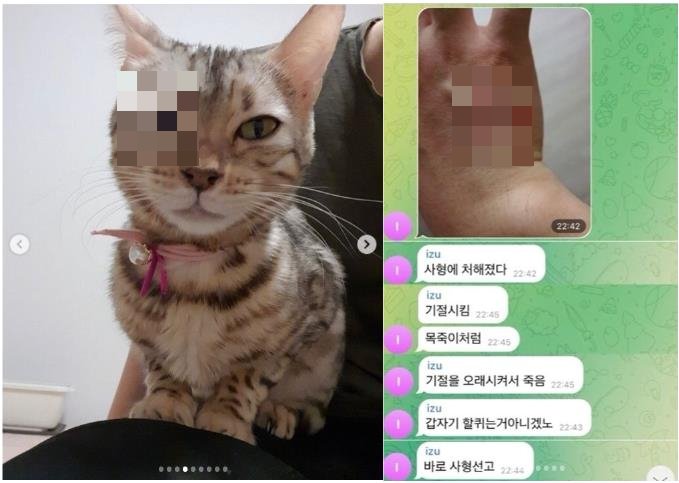 22:42
izu
사형에 처해졌다 22:42
izu
기절시킴 22:45
목죽이처럼 22:45
izu
기절을 오래시켜서 죽음 22:45
izu
갑자기 할퀴는거아니겠노 22:43
izu
바로 사형선고 22:44